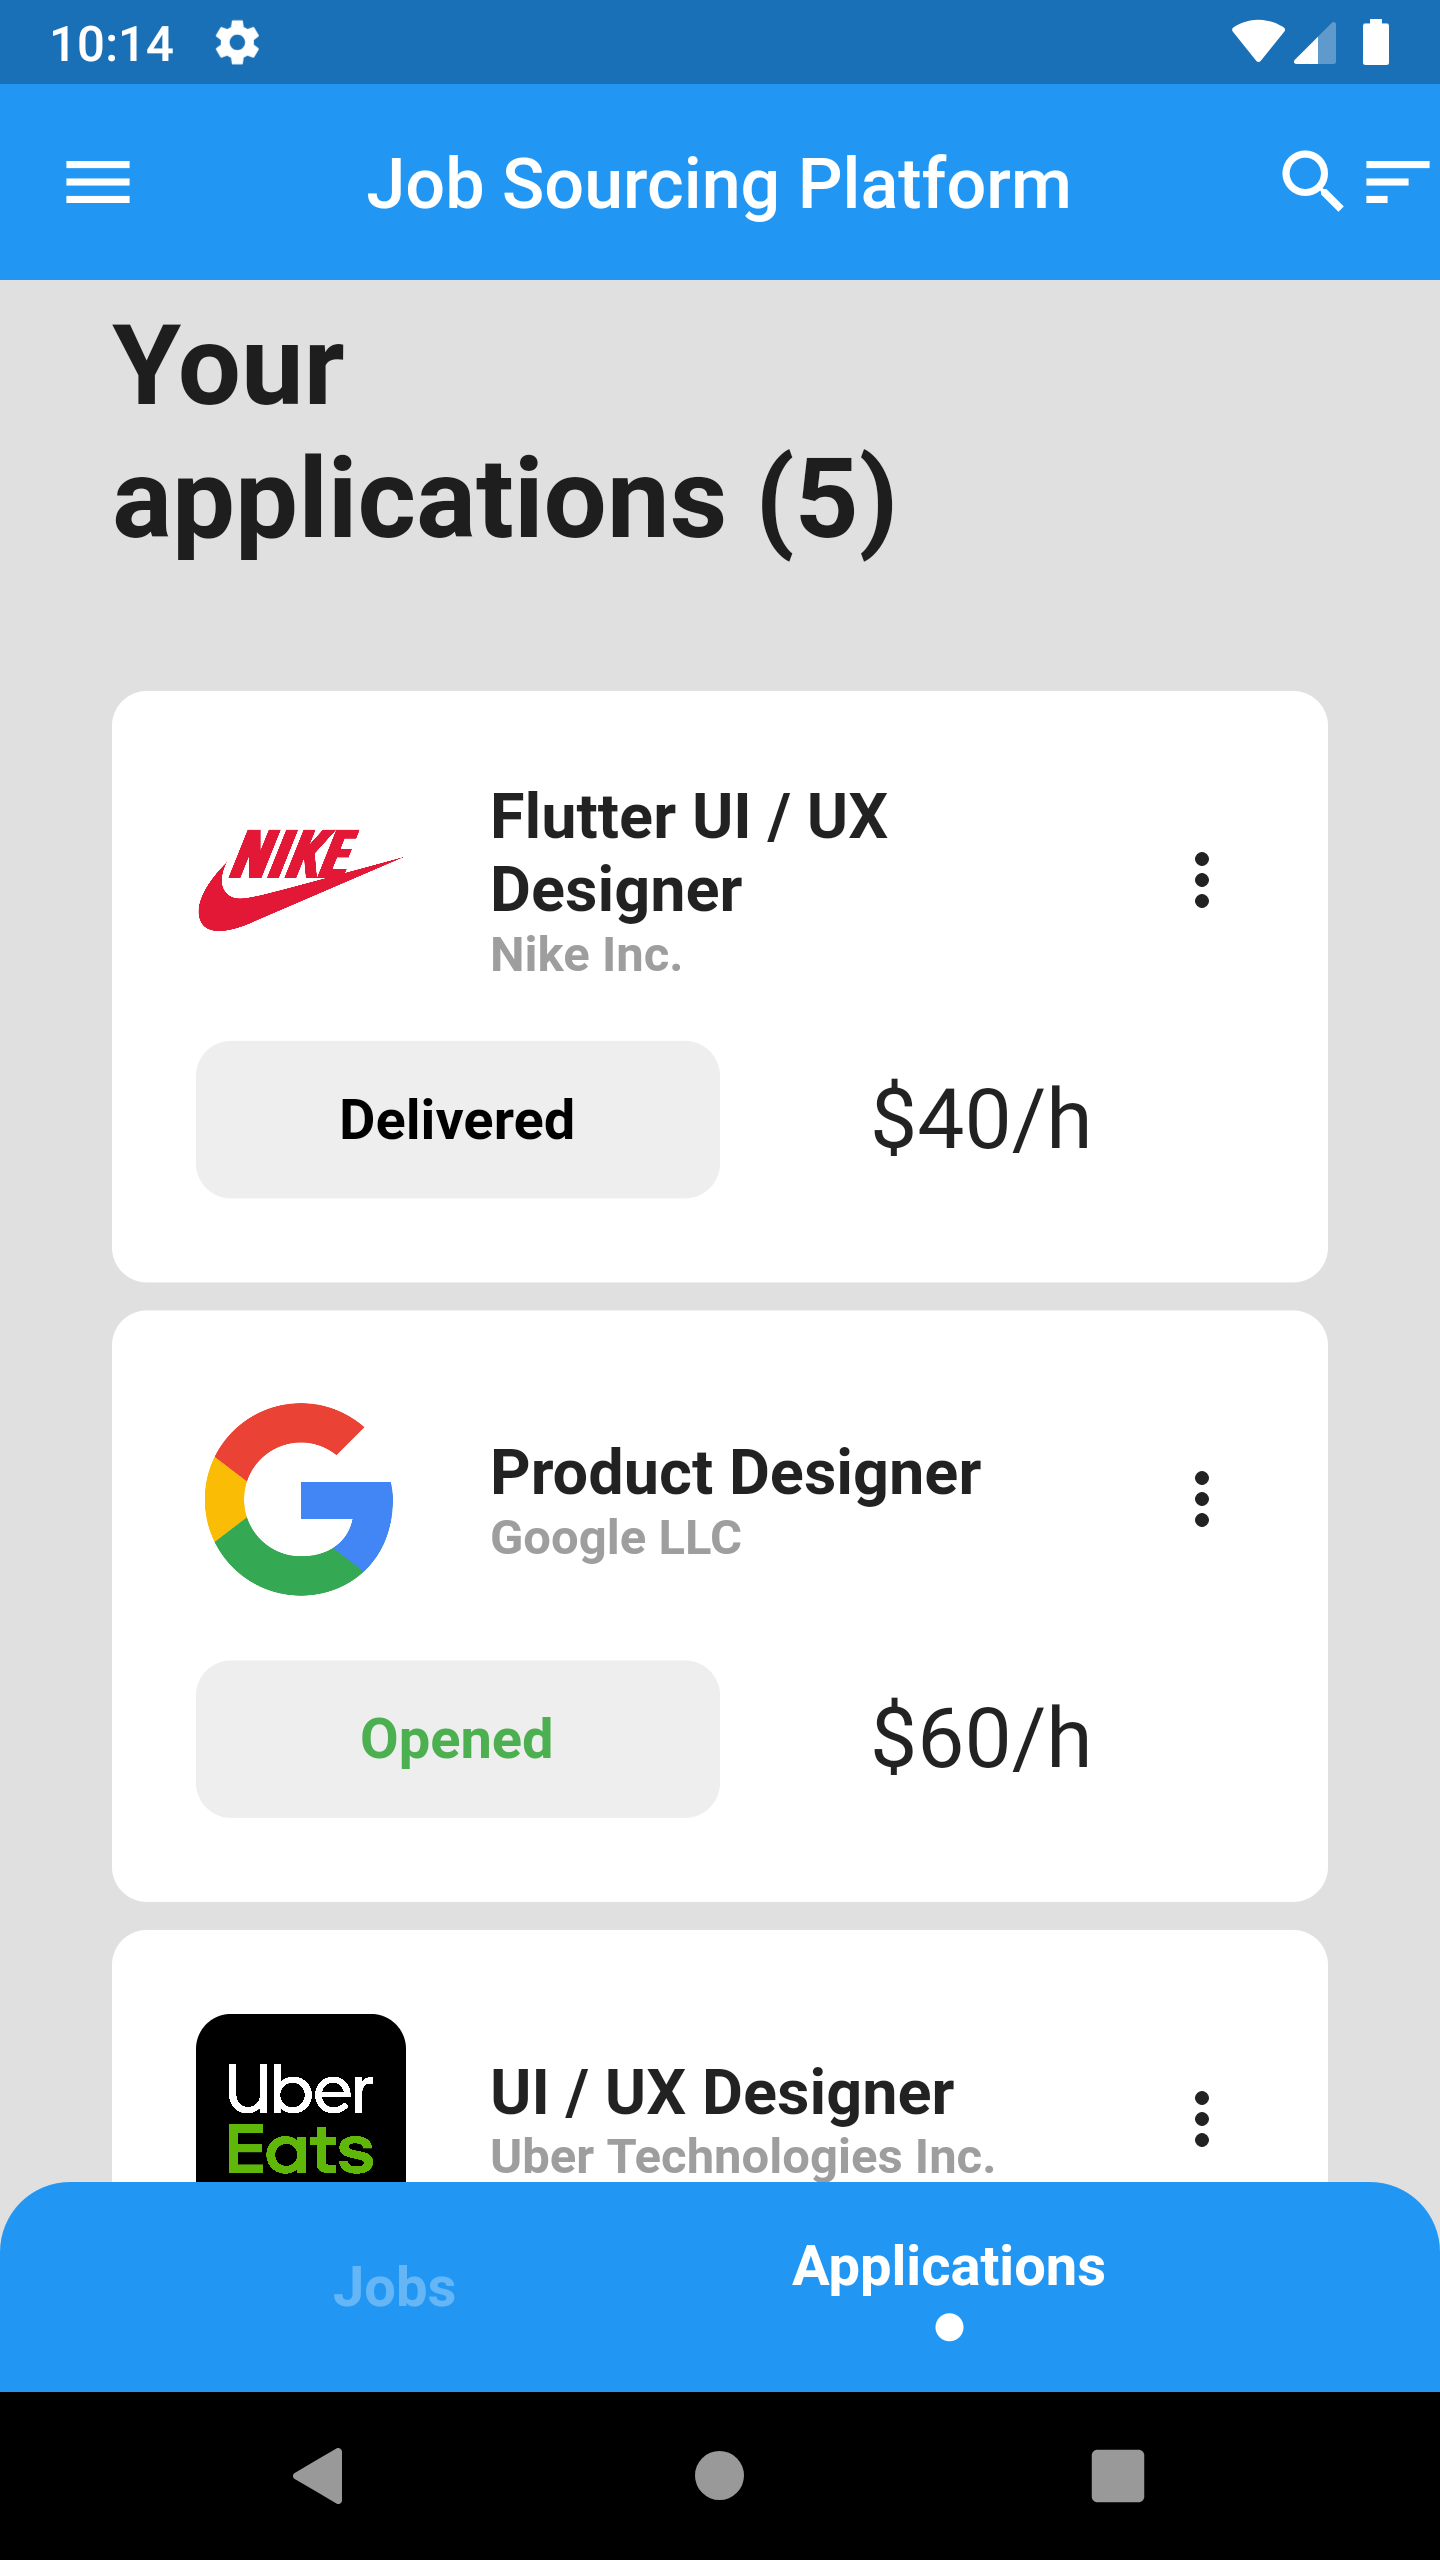 10:14
Job Sourcing Platform
Your
applications (5)
NIKE
Flutter UI / UX
Designer
Nike Inc.
Delivered
$40/h
Product Designer
Google LLC
Opened
$60/h
Uber
Eats
UI / UX Designer
Uber Technologies Inc.
Jobs
Applications